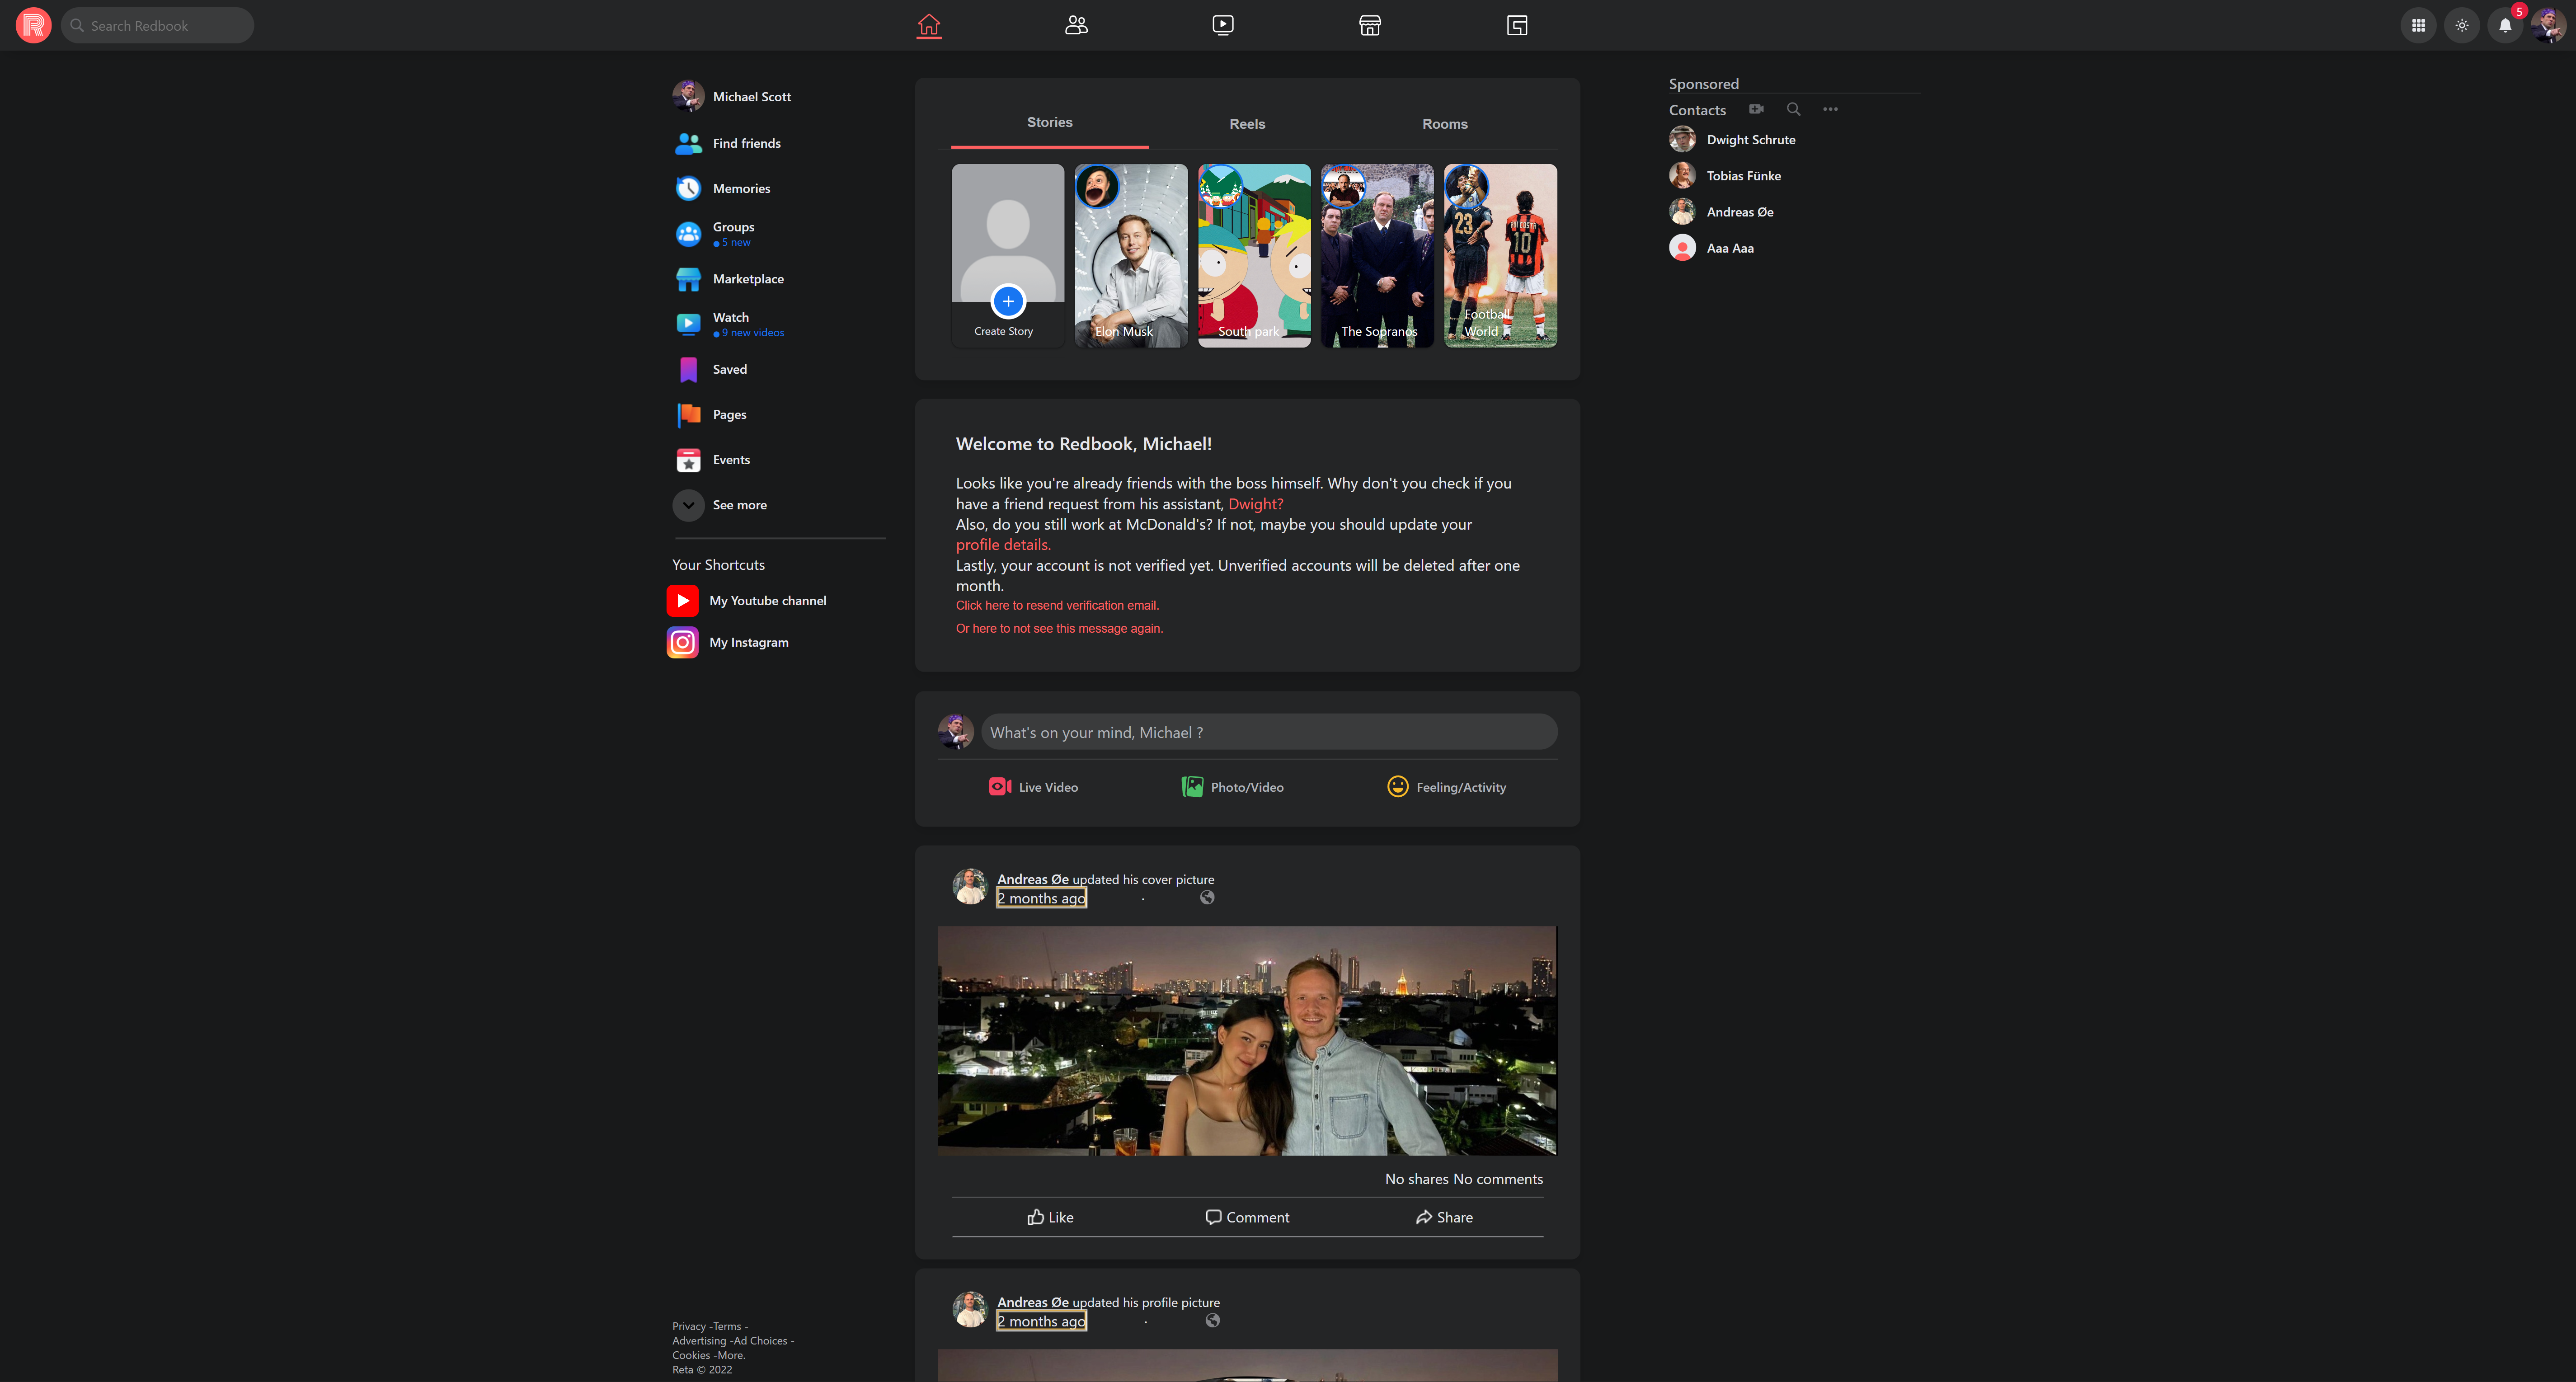 Search Redbook
5
Michael Scott
Find friends
Memories
Groups
5 new
Marketplace
Watch
9 new videos
Saved
Pages
Events
See more
Your Shortcuts
My Youtube channel
My Instagram
Privacy -Terms -
Advertising -Ad Choices -
Cookies -More.
Reta © 2022
Stories
Reels
Rooms
Create Story
Elon Musk
South park
The Sopranos
23
10
Football
World
Welcome to Redbook, Michael!
Looks like you're already friends with the boss himself. Why don't you check if you
have a friend request from his assistant, Dwight?
Also, do you still work at McDonald's? If not, maybe you should update your
profile details.
Lastly, your account is not verified yet. Unverified accounts will be deleted after one
month.
Click here to resend verification email.
Or here to not see this message again.
What's on your mind, Michael ?
Live Video
Photo/Video
Feeling/Activity
Andreas Øe updated his cover picture
2 months ago ·
No shares No comments
Like
Comment
Share
Andreas Øe updated his profile picture
2 months ago ·
Sponsored
Contacts
Dwight Schrute
Tobias Fünke
Andreas Øe
Aaa Aaa